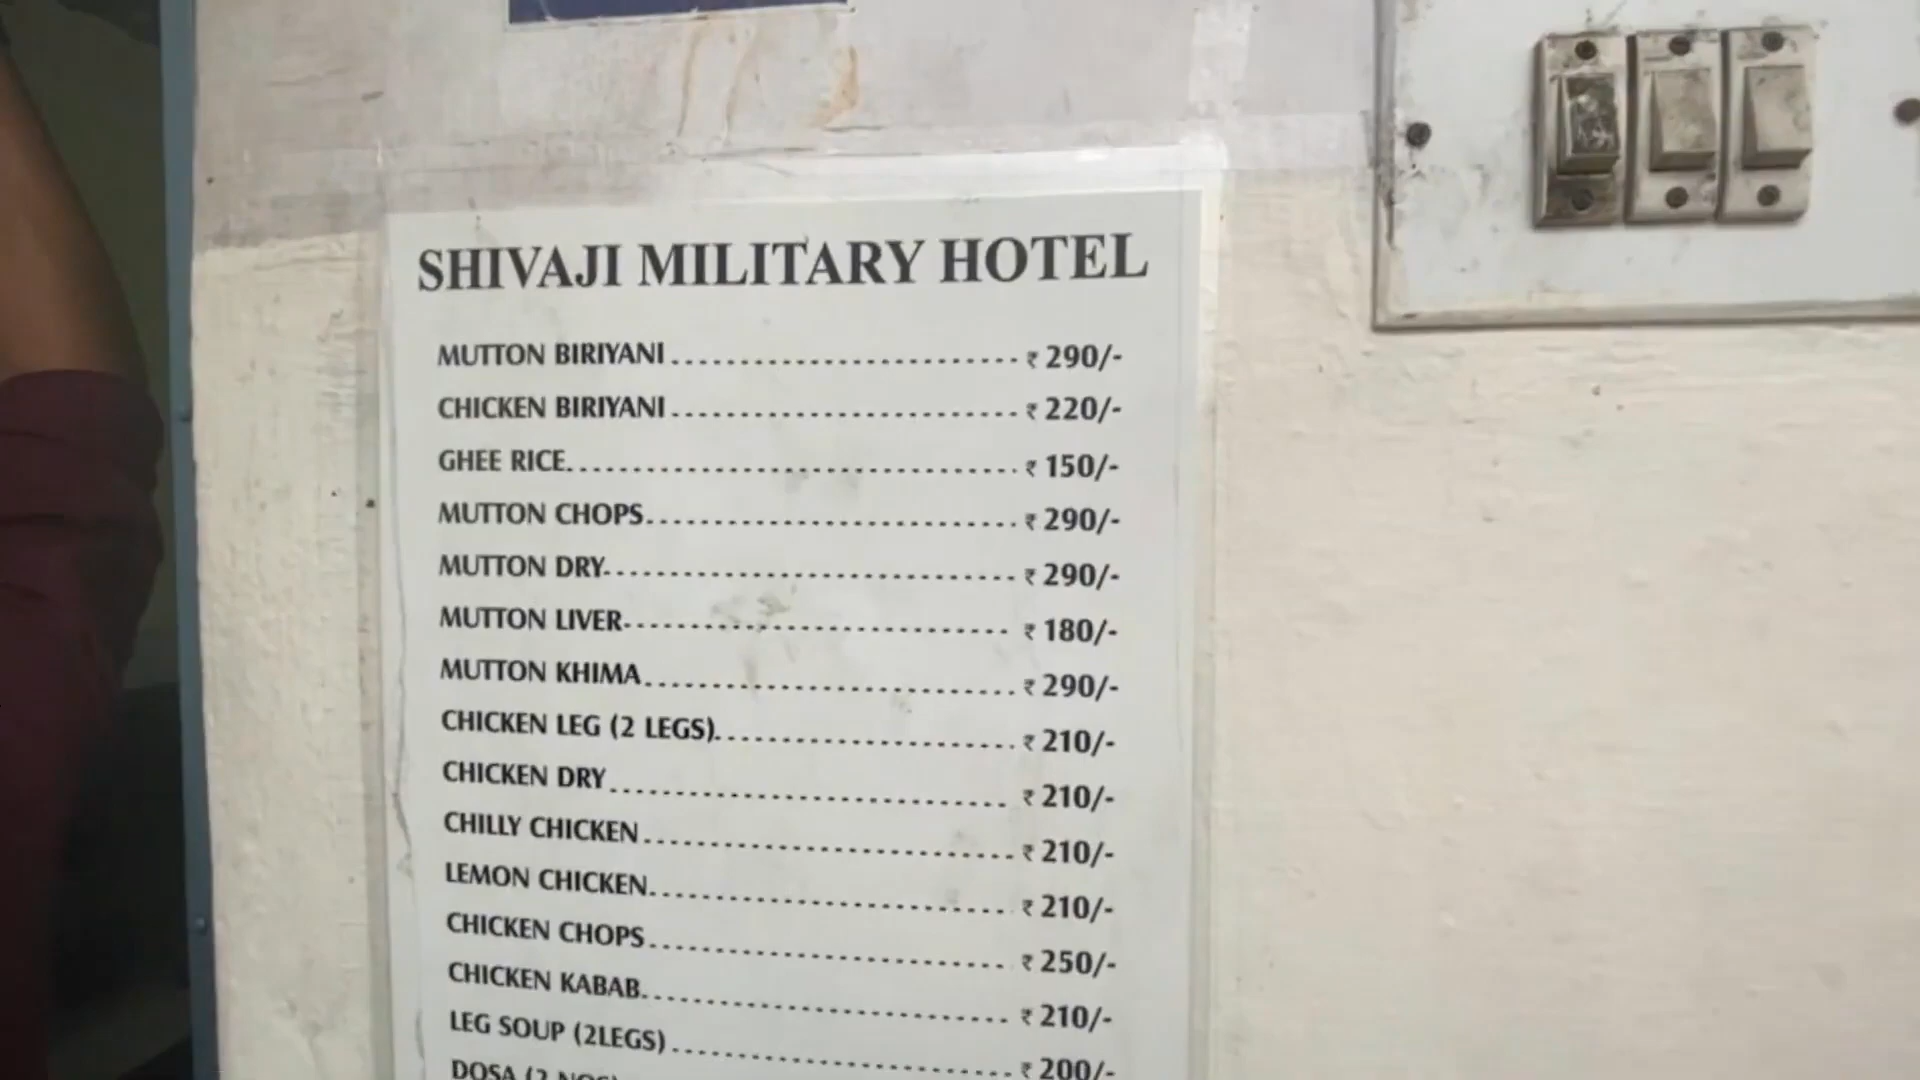 SHIVAJI MILITARY HOTEL
MUTTON BIRIYANI ₹ 290/-
CHICKEN BIRIYANI ₹ 220/-
GHEE RICE ₹ 150/-
MUTTON CHOPS ₹ 290/-
MUTTON DRY ₹ 290/-
MUTTON LIVER ₹ 180/-
MUTTON KHIMA ₹ 290/-
CHICKEN LEG (2 LEGS) ₹ 210/-
CHICKEN DRY ₹ 210/-
CHILLY CHICKEN ₹ 210/-
LEMON CHICKEN ₹ 210/-
CHICKEN CHOPS ₹ 250/-
CHICKEN KABAB ₹ 210/-
LEG SOUP (2LEGS) ₹ 200/-
DOSA (2 NOS)